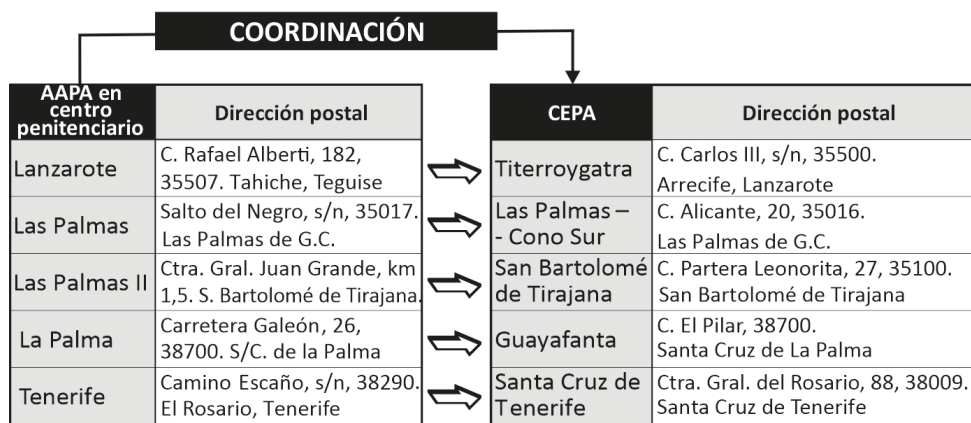 COORDINACIÓN
AAPA en
centro
penitenciario
Dirección postal
CEPA
Dirección postal
Lanzarote
C. Rafael Alberti, 182,
35507. Tahiche, Teguise
Titerroygatra
C. Carlos III, s/n, 35500.
Arrecife, Lanzarote
Las Palmas
Salto del Negro, s/n, 35017.
Las Palmas de G.C.
Las Palmas –
- Cono Sur
C. Alicante, 20, 35016.
Las Palmas de G.C.
Las Palmas II
Ctra. Gral. Juan Grande, km
1,5. S. Bartolomé de Tirajana.
San Bartolomé
de Tirajana
C. Partera Leonorita, 27, 35100.
San Bartolomé de Tirajana
La Palma
Carretera Galeón, 26,
38700. S/C. de la Palma
Guayafanta
C. El Pilar, 38700.
Santa Cruz de La Palma
Tenerife
Camino Escaño, s/n, 38290.
El Rosario, Tenerife
Santa Cruz de
Tenerife
Ctra. Gral. del Rosario, 88, 38009.
Santa Cruz de Tenerife